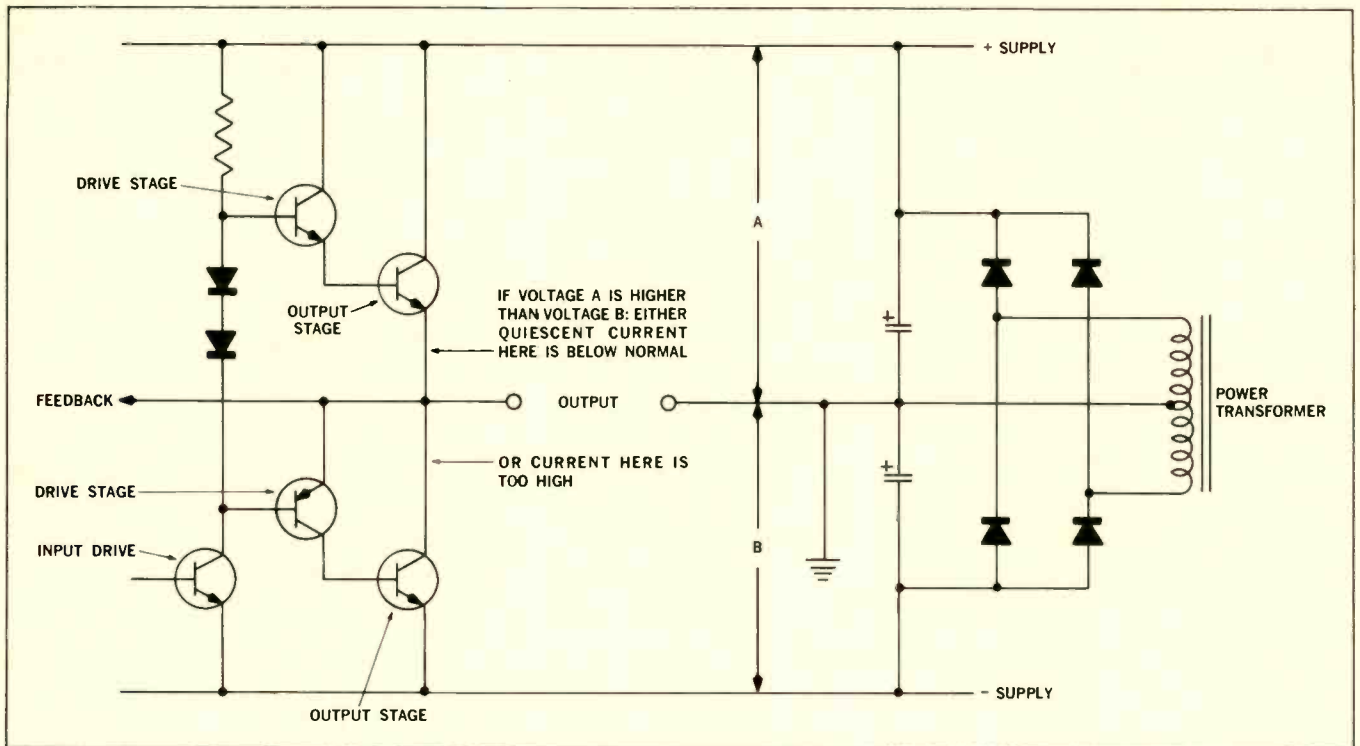 + SUPPLY
DRIVE STAGE
A
OUTPUT
STAGE
IF VOLTAGE A IS HIGHER
THAN VOLTAGE B: EITHER
QUIESCENT CURRENT
HERE IS BELOW NORMAL
+
FEEDBACK
OUTPUT
POWER
TRANSFORMER
+
OR CURRENT HERE IS
TOO HIGH
DRIVE STAGE
INPUT DRIVE
B
- SUPPLY
OUTPUT STAGE